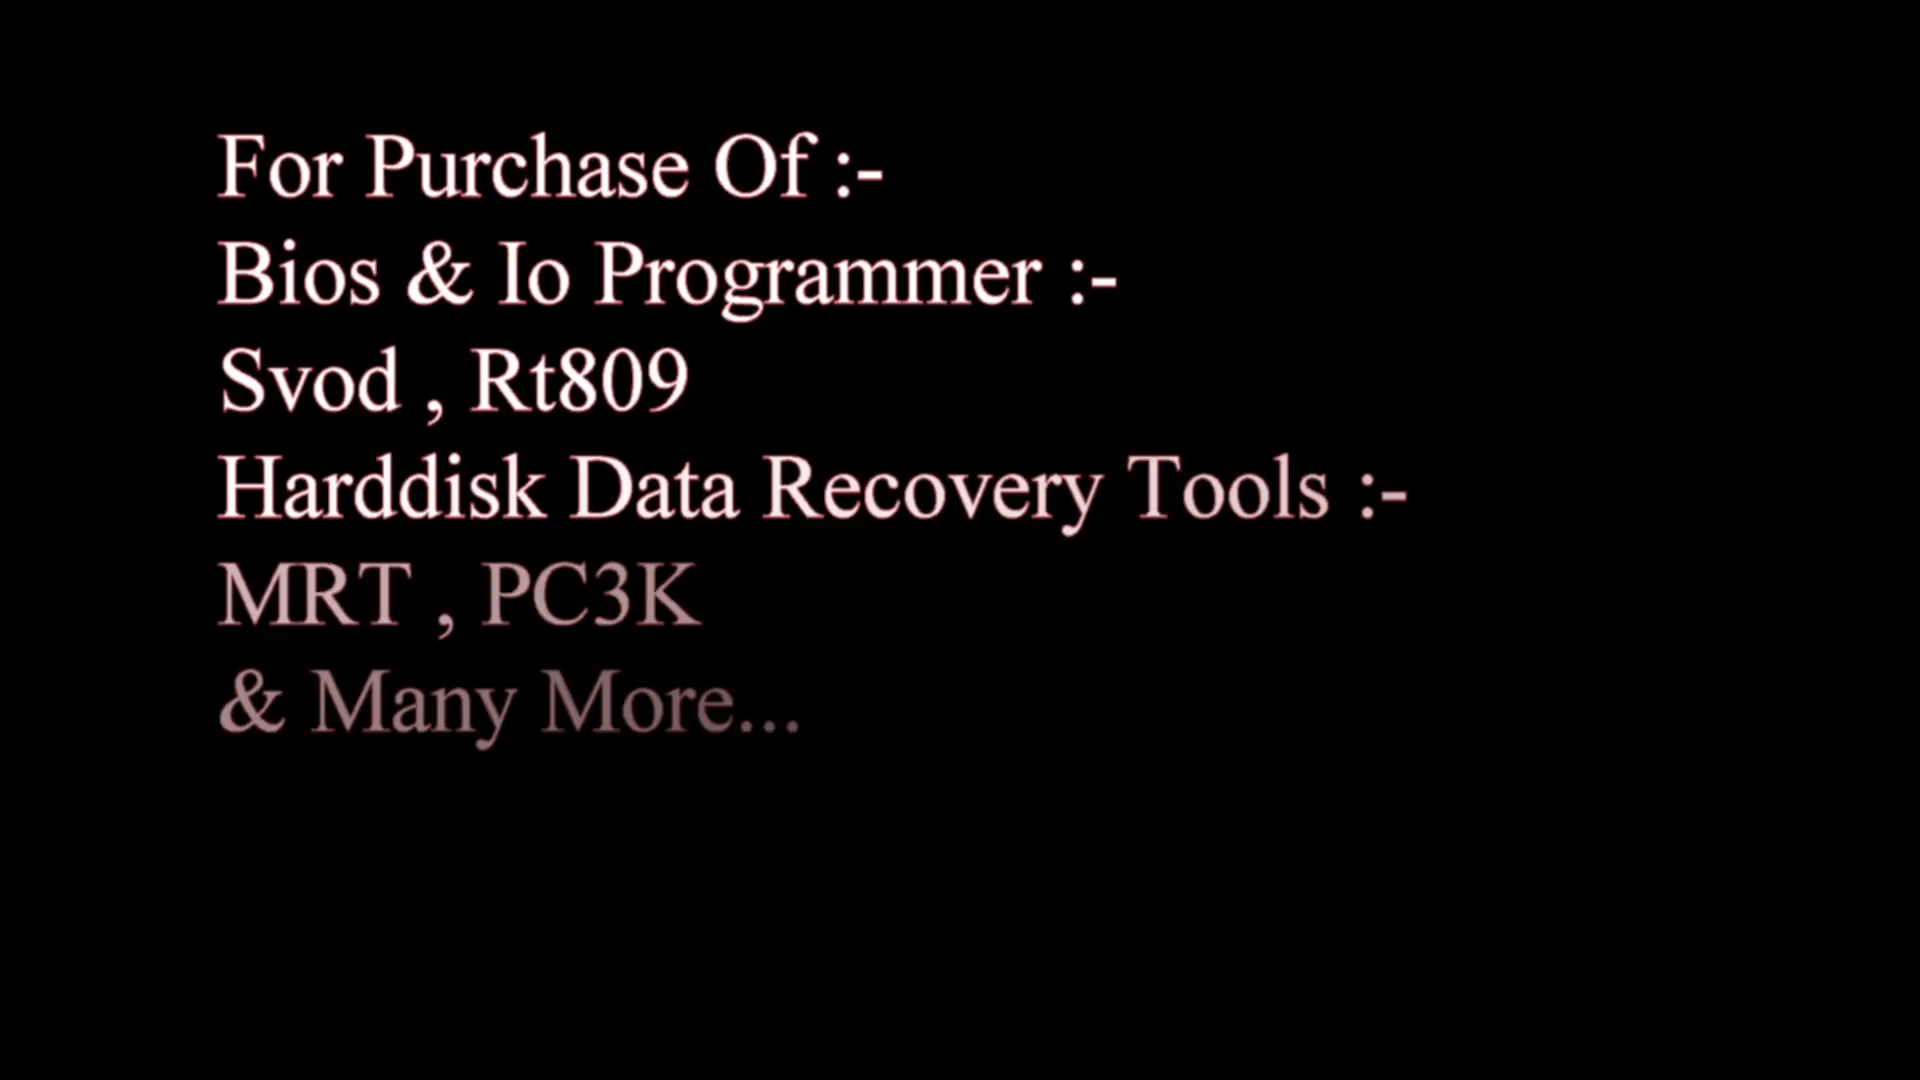 For Purchase Of :-
Bios & Io Programmer :-
Svod , Rt809
Harddisk Data Recovery Tools :-
MRT , PC3K
& Many More...